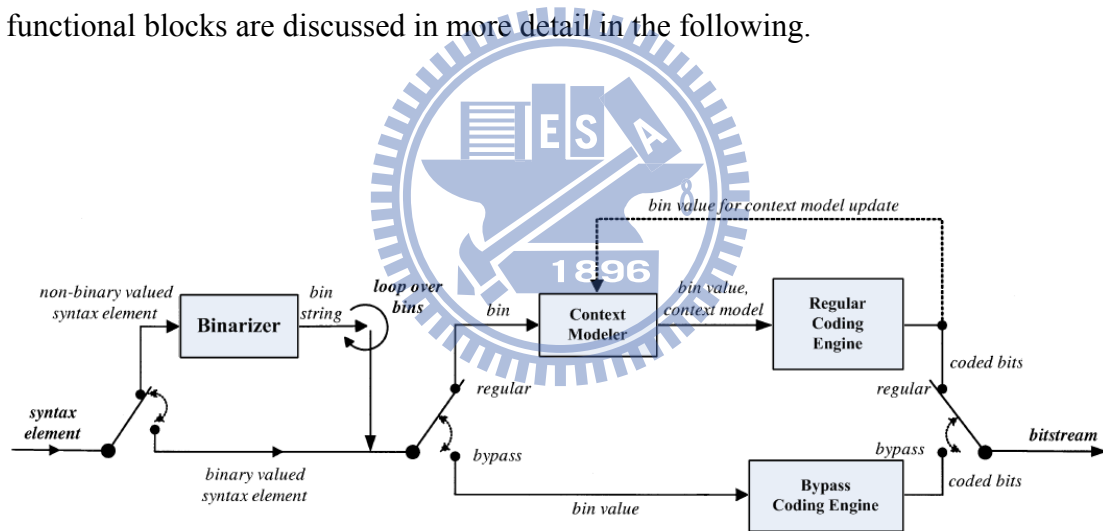 functional blocks are discussed in more detail in the following.
E S A
1896
bin value for context model update
non-binary valued
syntax element
Binarizer
bin
string
loop over
bins
bin
Context
Modeler
bin value,
context model
Regular
Coding
Engine
coded bits
regular
regular
syntax
element
binary valued
syntax element
bypass
bin value
Bypass
Coding Engine
bypass
coded bits
bitstream